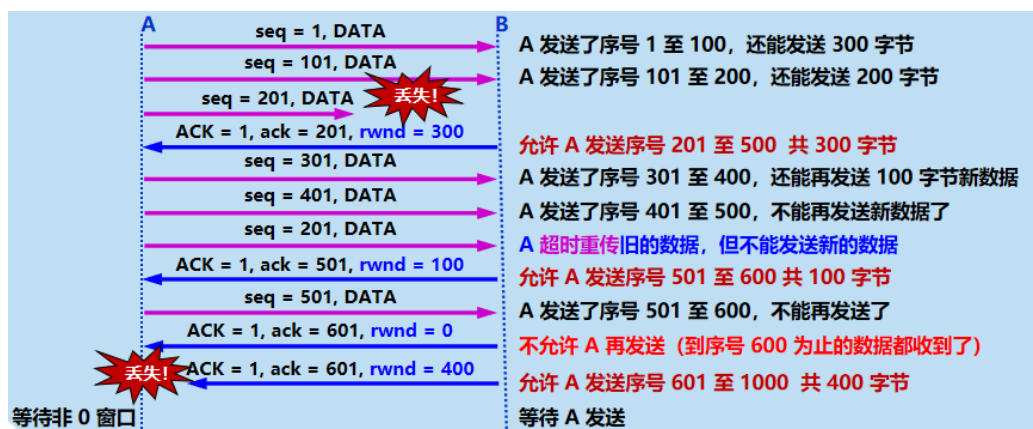 A
B
seq = 1, DATA
A 发送了序号 1 至 100，还能发送 300 字节
seq = 101, DATA
A 发送了序号 101 至 200，还能发送 200 字节
丢失！
seq = 201, DATA
ACK = 1, ack = 201, rwnd = 300
允许 A 发送序号 201 至 500 共 300 字节
seq = 301, DATA
A 发送了序号 301 至 400，还能再发送 100 字节新数据
seq = 401, DATA
A 发送了序号 401 至 500，不能再发送新数据了
seq = 201, DATA
A 超时重传旧的数据，但不能发送新的数据
ACK = 1, ack = 501, rwnd = 100
允许 A 发送序号 501 至 600 共 100 字节
seq = 501, DATA
A 发送了序号 501 至 600，不能再发送了
ACK = 1, ack = 601, rwnd = 0
不允许 A 再发送（到序号 600 为止的数据都收到了）
丢失！
ACK = 1, ack = 601, rwnd = 400
允许 A 发送序号 601 至 1000 共 400 字节
等待非 0 窗口
等待 A 发送